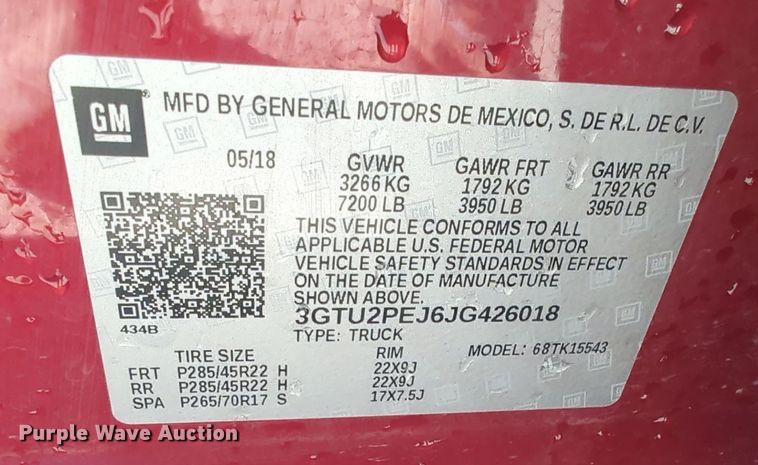 GM MFD BY GENERAL MOTORS DE MEXICO, S. DE R.L. DE C.V.
05/18 GVWR GAWR FRT GAWR RR
3266 KG 1792 KG 1792 KG
7200 LB 3950 LB 3950 LB
THIS VEHICLE CONFORMS TO ALL
APPLICABLE U.S. FEDERAL MOTOR
VEHICLE SAFETY STANDARDS IN EFFECT
ON THE DATE OF MANUFACTURE
SHOWN ABOVE.
434B 3GTU2PEJ6JG426018
TYPE: TRUCK
TIRE SIZE RIM MODEL: 68TK15543
FRT P285/45R22 H 22X9J
RR P285/45R22 H 22X9J
SPA P265/70R17 S 17X7.5J
Purple Wave Auction